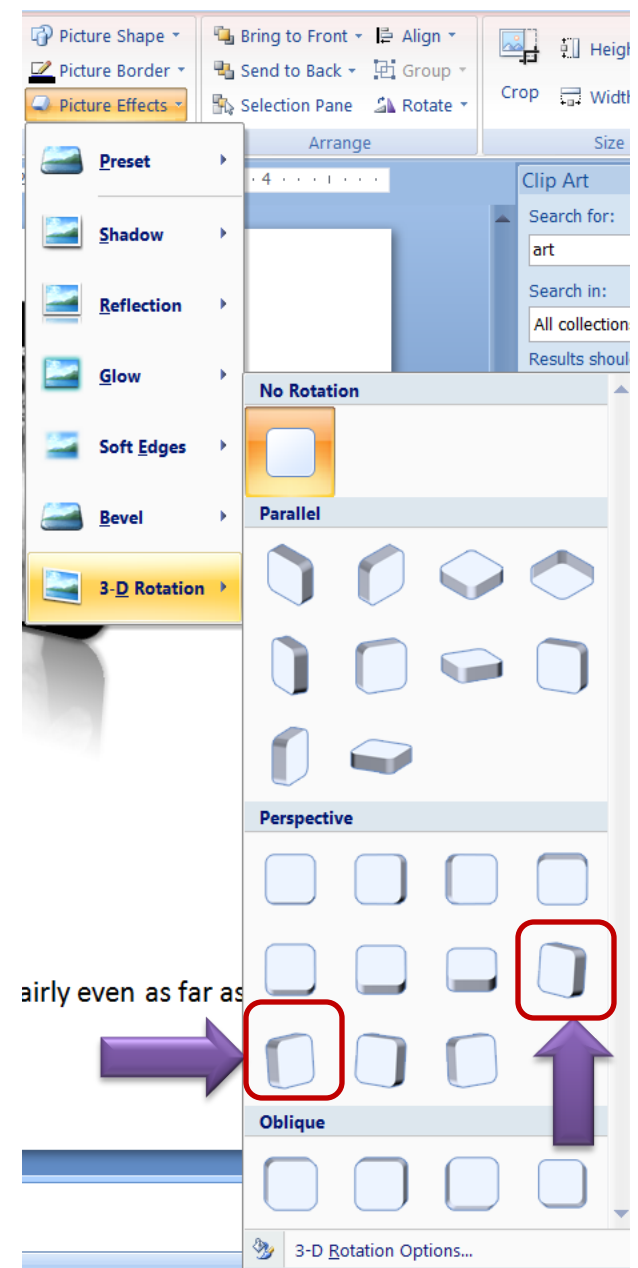 Picture Shape
Bring to Front
Align
Heigh
Picture Border
Send to Back
Group
Crop
Width
Picture Effects
Selection Pane
Rotate
Arrange
Size
Preset
4
Clip Art
Search for:
Shadow
art
Search in:
Reflection
All collections
Results shoul
Glow
No Rotation
Soft Edges
Bevel
Parallel
3-D Rotation
Perspective
airly even as far as
Oblique
3-D Rotation Options...